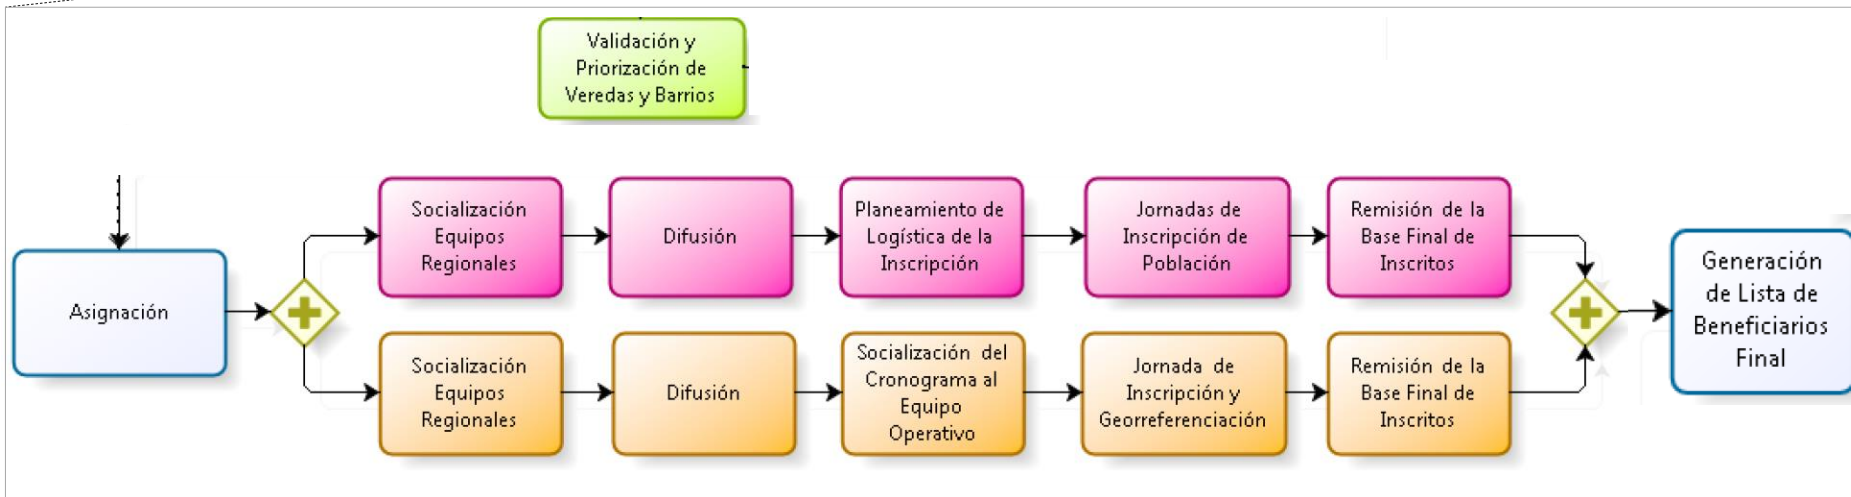 Validación y
Priorización de
Veredas y Barrios
Asignación
Socialización
Equipos
Regionales
Difusión
Planeamiento de
Logística de la
Inscripción
Jornadas de
Inscripción de
Población
Remisión de la
Base Final de
Inscritos
Socialización
Equipos
Regionales
Difusión
Socialización del
Cronograma al
Equipo
Operativo
Jornada de
Inscripción y
Georreferenciación
Remisión de la
Base Final de
Inscritos
Generación
de Lista de
Beneficiarios
Final